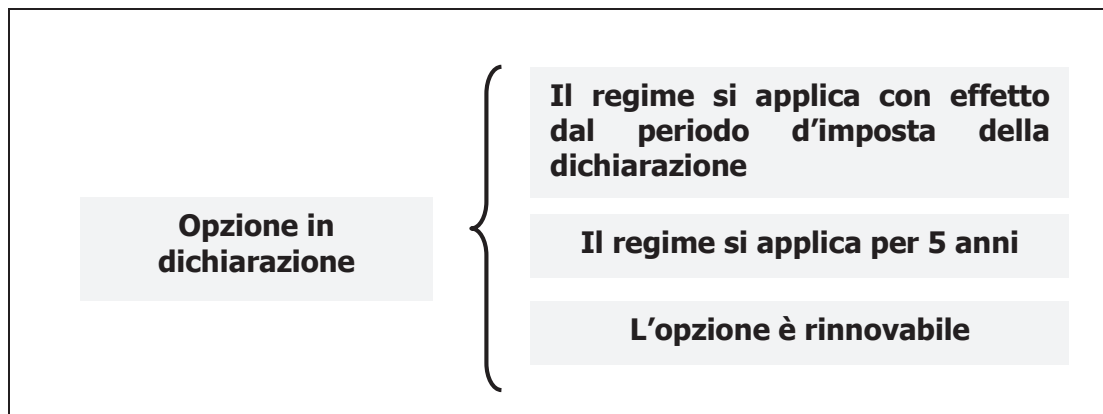 Opzione in
dichiarazione
Il regime si applica con effetto
dal periodo d’imposta della
dichiarazione
Il regime si applica per 5 anni
L’opzione è rinnovabile